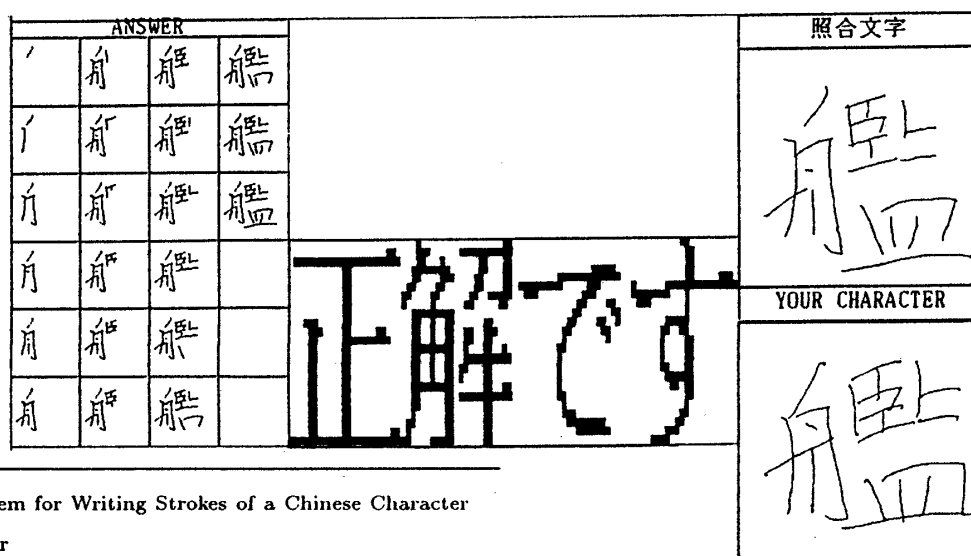 ANSWER
照合文字
艦
正解です
YOUR CHARACTER
艦
em for Writing Strokes of a Chinese Character
r